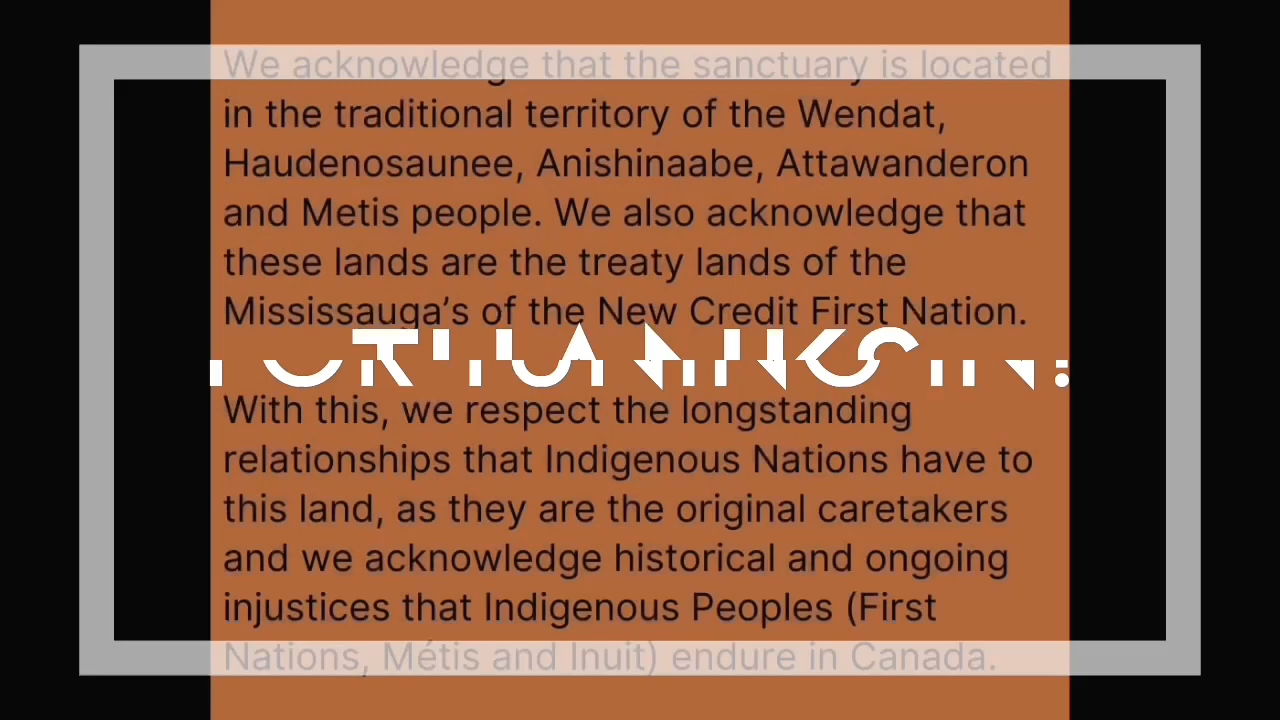 We acknowledge that the sanctuary is located
in the traditional territory of the Wendat,
Haudenosaunee, Anishinaabe, Attawanderon
and Metis people. We also acknowledge that
these lands are the treaty lands of the
Mississauga’s of the New Credit First Nation.
With this, we respect the longstanding
relationships that Indigenous Nations have to
this land, as they are the original caretakers
and we acknowledge historical and ongoing
injustices that Indigenous Peoples (First
Nations, Métis and Inuit) endure in Canada.